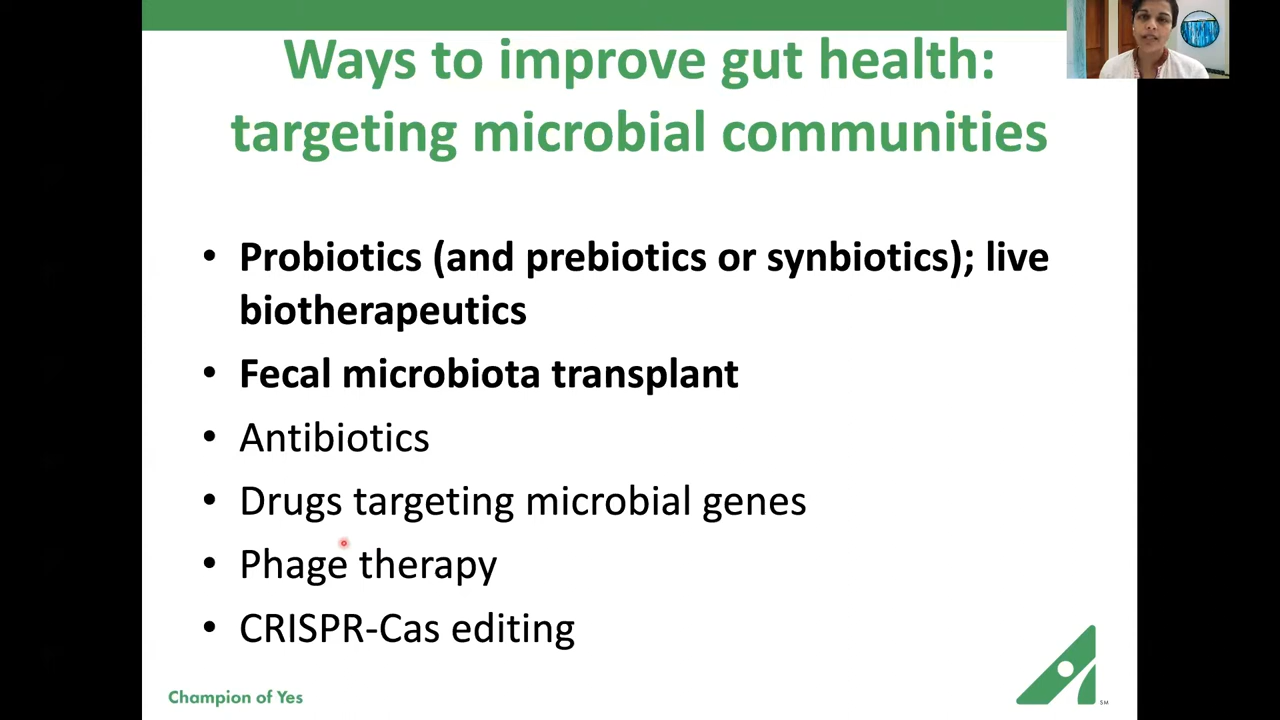 Ways to improve gut health:
targeting microbial communities
• Probiotics (and prebiotics or synbiotics); live
biotherapeutics
• Fecal microbiota transplant
• Antibiotics
• Drugs targeting microbial genes
• Phage therapy
• CRISPR-Cas editing
Champion of Yes
SM